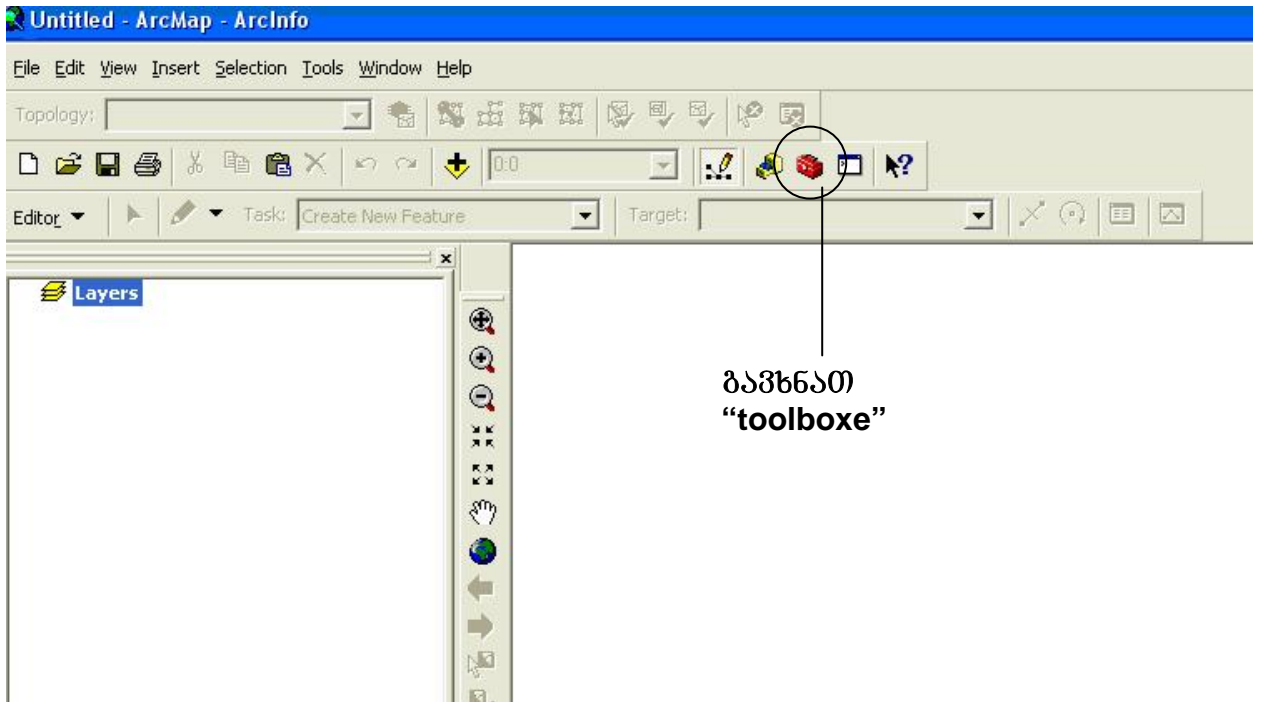 Untitled - ArcMap - ArcInfo
File Edit View Insert Selection Tools Window Help
Topology:
0:0
Editor Task: Create New Feature Target:
Layers
გავხნათ
“toolboxe”